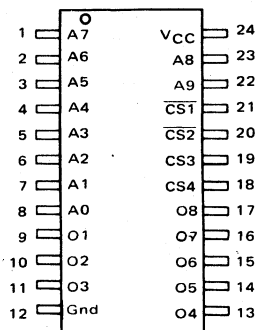 1 A7 VCC 24
2 A6 A8 23
3 A5 A9 22
4 A4 CS1 21
5 A3 CS2 20
6 A2 CS3 19
7 A1 CS4 18
8 A0 O8 17
9 O1 O7 16
10 O2 O6 15
11 O3 O5 14
12 Gnd O4 13